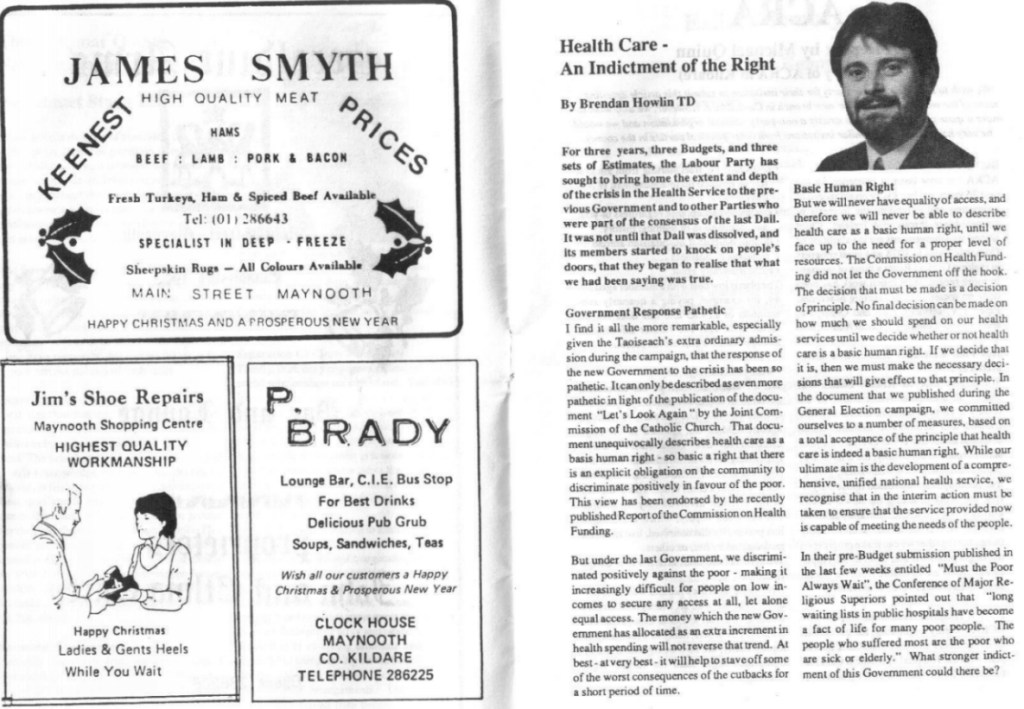 JAMES SMYTH
HIGH QUALITY MEAT
KEENEST
PRICES
HAMS
BEEF : LAMB : PORK & BACON
Fresh Turkeys, Ham & Spiced Beef Available
Tel: (01) 286643
SPECIALIST IN DEEP - FREEZE
Sheepskin Rugs — All Colours Available
MAIN STREET MAYNOOTH
HAPPY CHRISTMAS AND A PROSPEROUS NEW YEAR
Jim's Shoe Repairs
Maynooth Shopping Centre
HIGHEST QUALITY
WORKMANSHIP
Happy Christmas
Ladies & Gents Heels
While You Wait
P.
BRADY
Lounge Bar, C.I.E. Bus Stop
For Best Drinks
Delicious Pub Grub
Soups, Sandwiches, Teas
Wish all our customers a Happy
Christmas & Prosperous New Year
CLOCK HOUSE
MAYNOOTH
CO. KILDARE
TELEPHONE 286225
Health Care -
An Indictment of the Right
By Brendan Howlin TD
For three years, three Budgets, and three
sets of Estimates, the Labour Party has
sought to bring home the extent and depth
of the crisis in the Health Service to the pre-
vious Government and to other Parties who
were part of the consensus of the last Dail.
It was not until that Dail was dissolved, and
its members started to knock on people's
doors, that they began to realise that what
we had been saying was true.
Government Response Pathetic
I find it all the more remarkable, especially
given the Taoiseach's extra ordinary admis-
sion during the campaign, that the response of
the new Government to the crisis has been so
pathetic. It can only be described as even more
pathetic in light of the publication of the docu-
ment "Let's Look Again" by the Joint Com-
mission of the Catholic Church. That docu-
ment unequivocally describes health care as a
basis human right - so basic a right that there
is an explicit obligation on the community to
discriminate positively in favour of the poor.
This view has been endorsed by the recently
published Report of the Commission on Health
Funding.
But under the last Government, we discrimi-
nated positively against the poor - making it
increasingly difficult for people on low in-
comes to secure any access at all, let alone
equal access. The money which the new Gov-
ernment has allocated as an extra increment in
health spending will not reverse that trend. At
best - at very best - it will help to stave off some
of the worst consequences of the cutbacks for
a short period of time.
Basic Human Right
But we will never have equality of access, and
therefore we will never be able to describe
health care as a basic human right, until we
face up to the need for a proper level of
resources. The Commission on Health Fund-
ing did not let the Government off the hook.
The decision that must be made is a decision
of principle. No final decision can be made on
how much we should spend on our health
services until we decide whether or not health
care is a basic human right. If we decide that
it is, then we must make the necessary deci-
sions that will give effect to that principle. In
the document that we published during the
General Election campaign, we committed
ourselves to a number of measures, based on
a total acceptance of the principle that health
care is indeed a basic human right. While our
ultimate aim is the development of a compre-
hensive, unified national health service, we
recognise that in the interim action must be
taken to ensure that the service provided now
is capable of meeting the needs of the people.
In their pre-Budget submission published in
the last few weeks entitled "Must the Poor
Always Wait", the Conference of Major Re-
ligious Superiors pointed out that "long
waiting lists in public hospitals have become
a fact of life for many poor people. The
people who suffered most are the poor who
are sick or elderly." What stronger indict-
ment of this Government could there be?